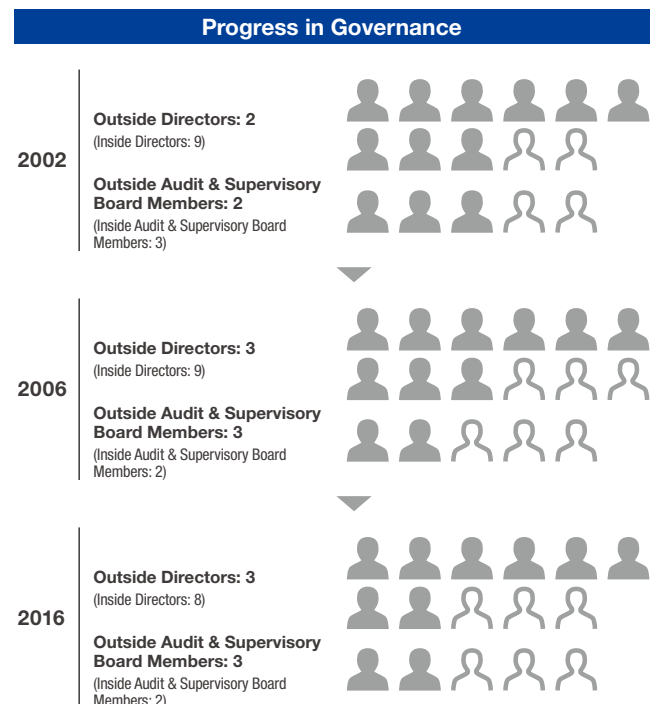 Progress in Governance
2002
Outside Directors: 2
(Inside Directors: 9)
Outside Audit & Supervisory
Board Members: 2
(Inside Audit & Supervisory Board
Members: 3)
2006
Outside Directors: 3
(Inside Directors: 9)
Outside Audit & Supervisory
Board Members: 3
(Inside Audit & Supervisory Board
Members: 2)
2016
Outside Directors: 3
(Inside Directors: 8)
Outside Audit & Supervisory
Board Members: 3
(Inside Audit & Supervisory Board
Members: 2)